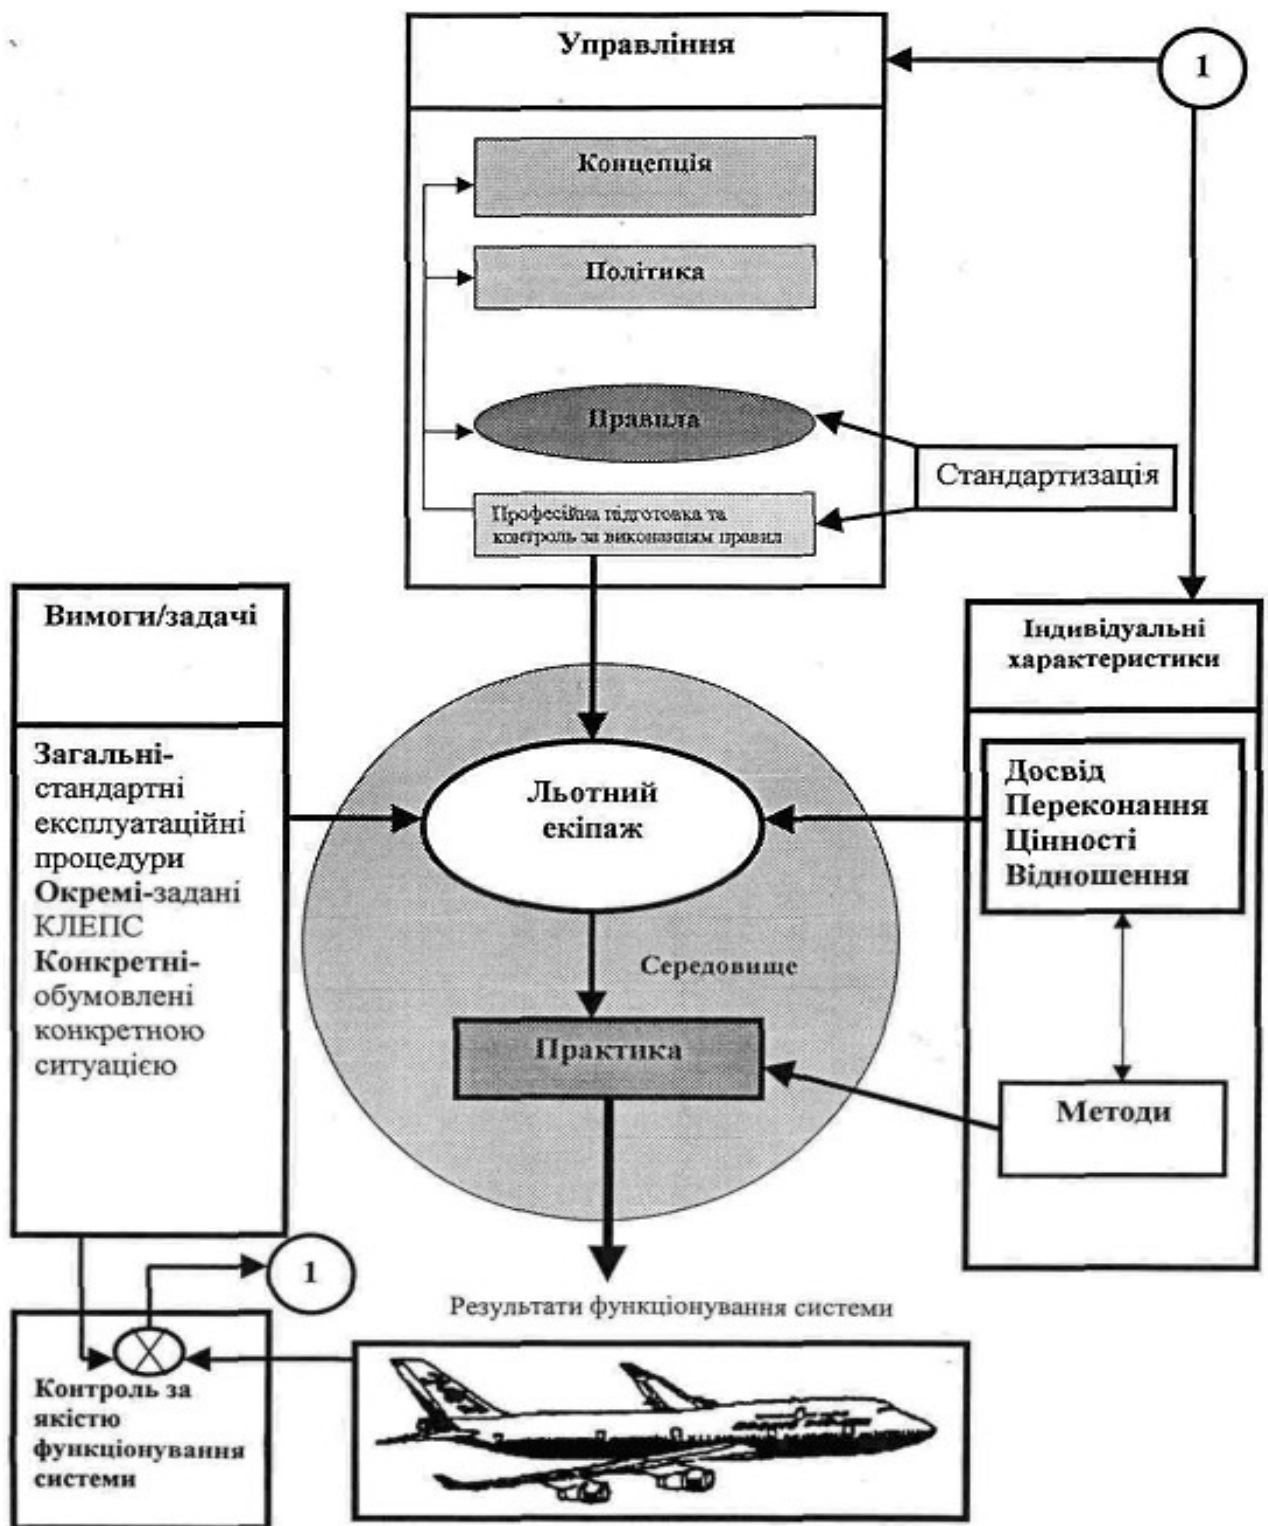 Управління
1
Концепція
Політика
Правила
Стандартизація
Професійна підготовка та
контроль за виконанням правил
Вимоги/задачі
Загальні-
стандартні
експлуатаційні
процедури
Окремі-задані
КЛЕПС
Конкретні-
обумовлені
конкретною
ситуацією
Індивідуальні
характеристики
Досвід
Переконання
Цінності
Відношення
Методи
Льотний
екіпаж
Середовище
Практика
1
Результати функціонування системи
Контроль за
якістю
функціонування
системи